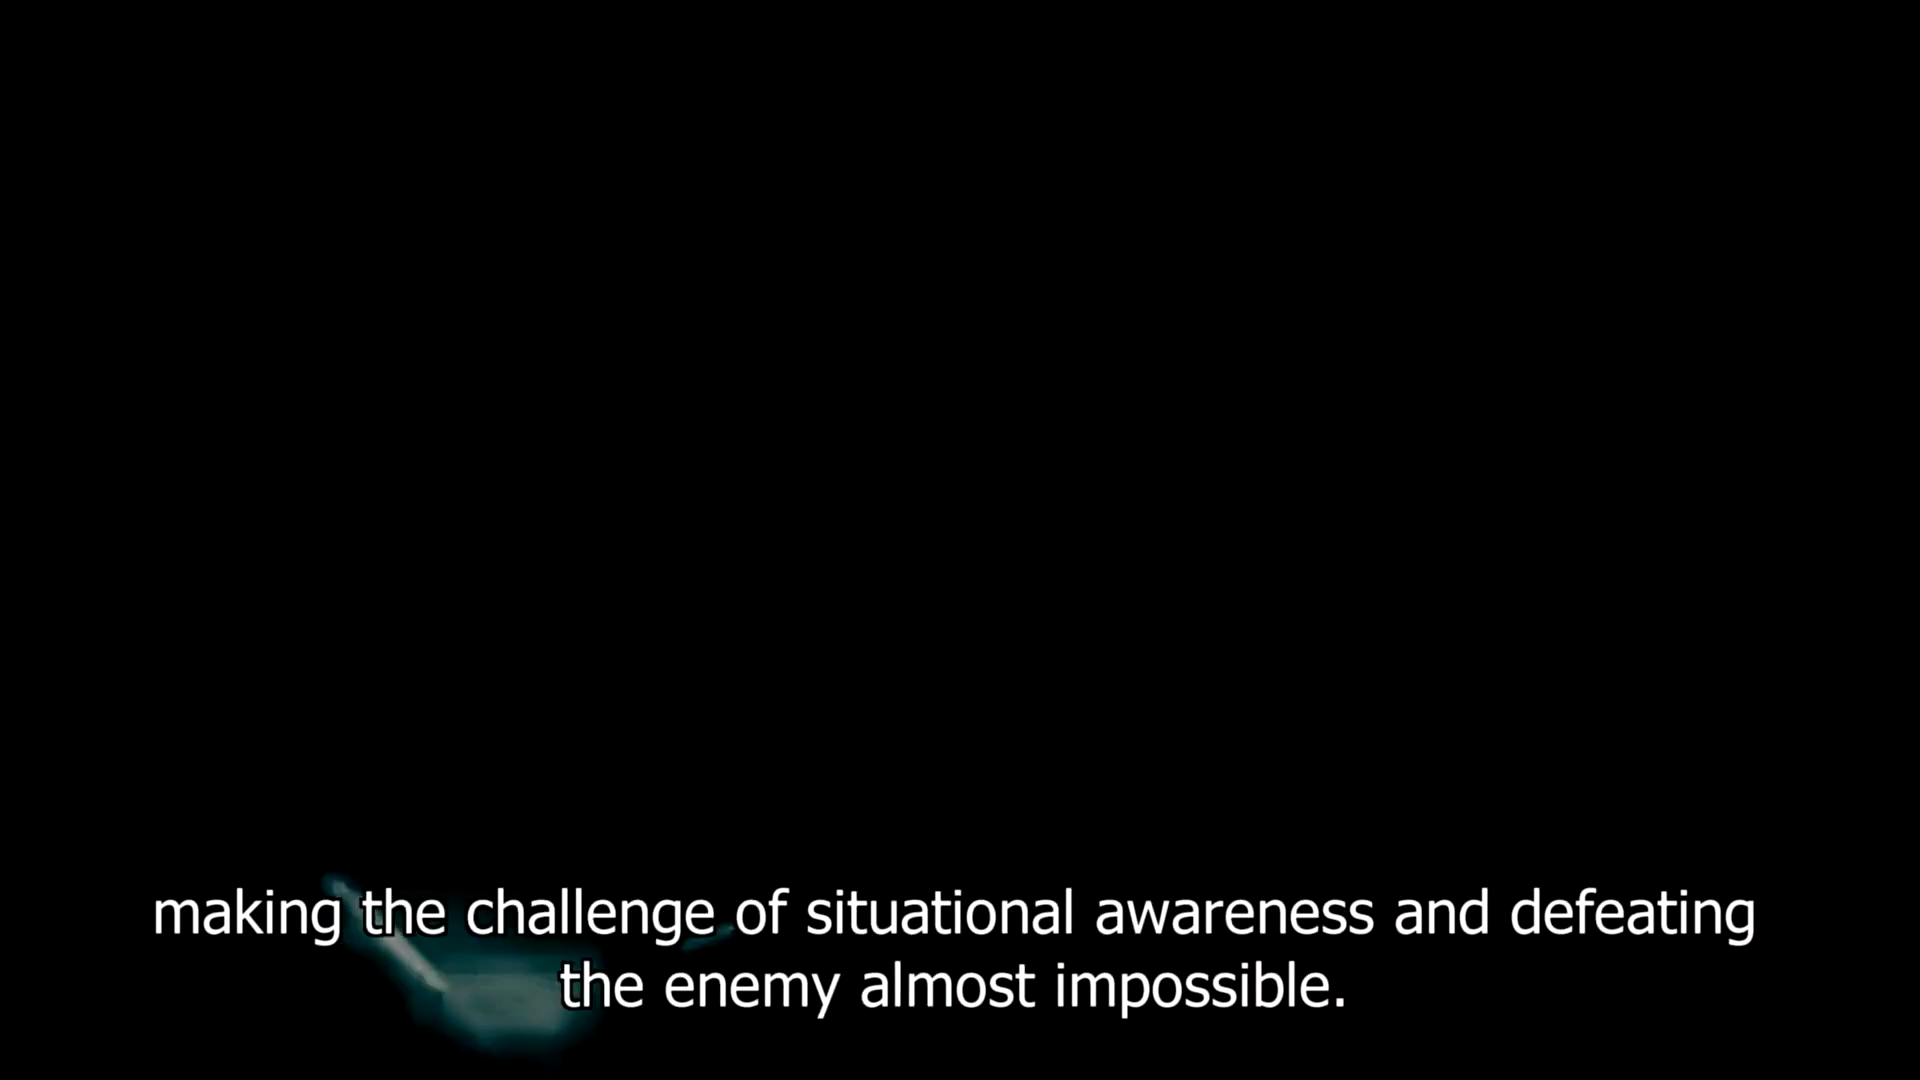 making the challenge of situational awareness and defeating
the enemy almost impossible.